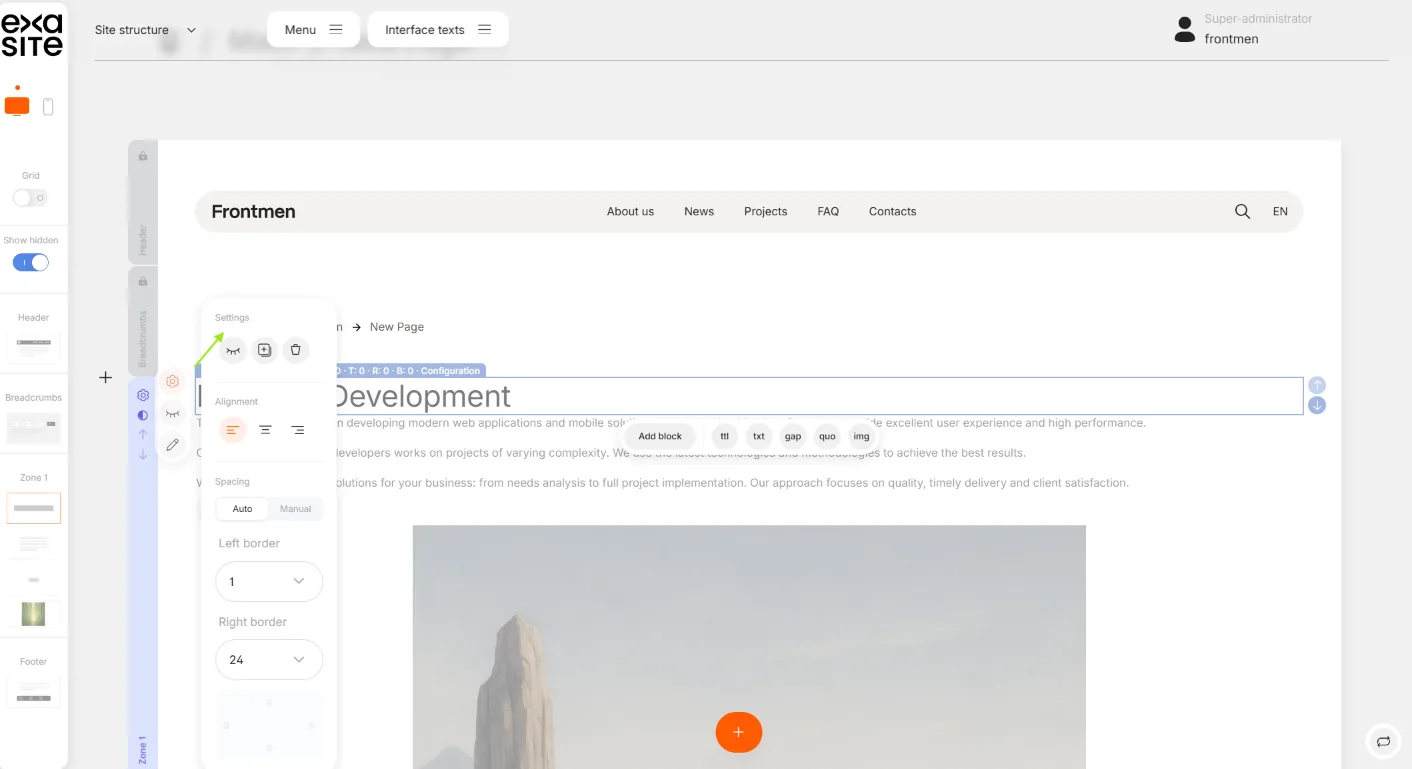 exa
SITE
Site structure
Menu
Interface texts
Super-administrator
frontmen
Grid
Show hidden
Header
Breadcrumbs
Zone 1
Footer
Header
Breadcrumbs
Zone 1
Frontmen
About us
News
Projects
FAQ
Contacts
EN
New Page
Settings
Alignment
Spacing
Auto
Manual
Left border
1
Right border
24
0
0
0 · T: 0 · R: 0 · B: 0 · Configuration
Development
in developing modern web applications and mobile
excellent user experience and high performance.
developers works on projects of varying complexity. We use the latest technologies and methodologies to achieve the best results.
solutions for your business: from needs analysis to full project implementation. Our approach focuses on quality, timely delivery and client satisfaction.
Add block
ttl
txt
gap
quo
img